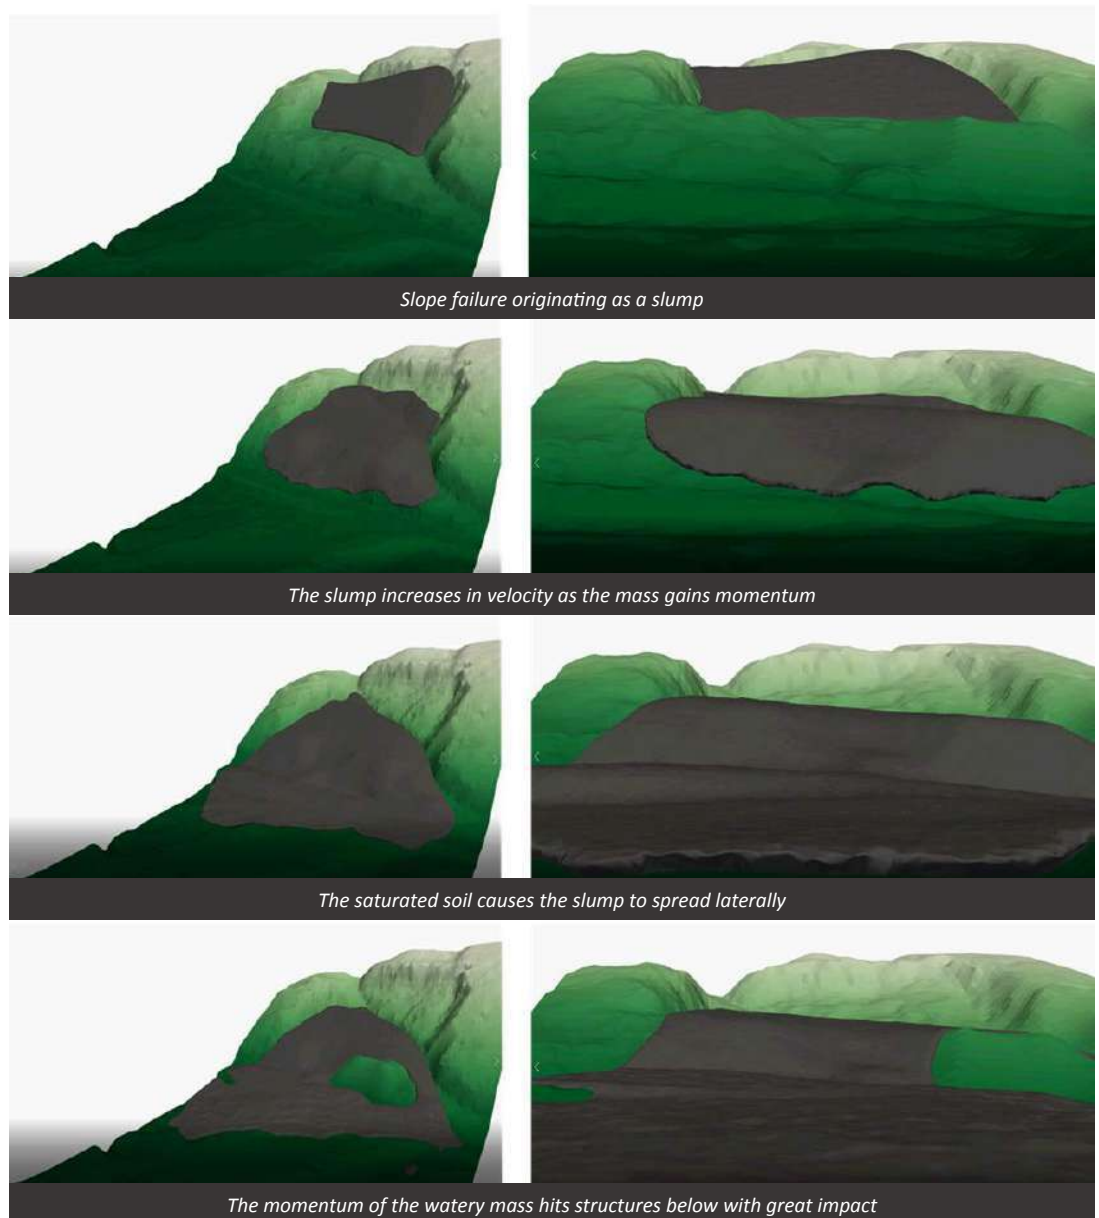 Slope failure originating as a slump
The slump increases in velocity as the mass gains momentum
The saturated soil causes the slump to spread laterally
The momentum of the watery mass hits structures below with great impact